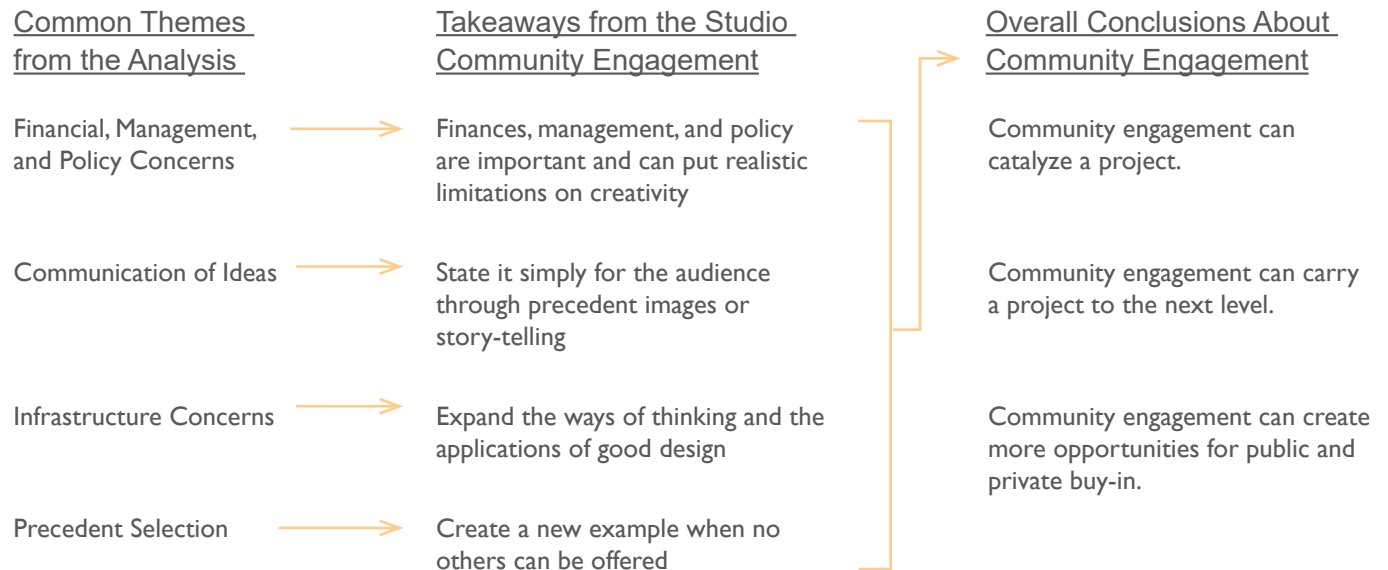 Common Themes
from the Analysis
Financial, Management,
and Policy Concerns
Communication of Ideas
Infrastructure Concerns
Precedent Selection
Takeaways from the Studio
Community Engagement
Finances, management, and policy
are important and can put realistic
limitations on creativity
State it simply for the audience
through precedent images or
story-telling
Expand the ways of thinking and the
applications of good design
Create a new example when no
others can be offered
Overall Conclusions About
Community Engagement
Community engagement can
catalyze a project.
Community engagement can carry
a project to the next level.
Community engagement can create
more opportunities for public and
private buy-in.